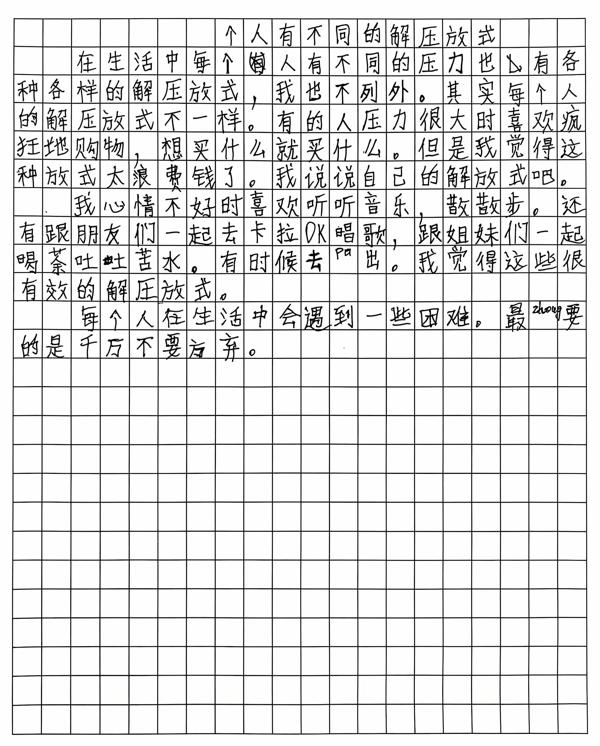 个人有不同的解压放式
在生活中每个人有不同的压力也有各
种各样的解压放式，我也不列外。其实每个人
的解压放式不一样。有的人压力很大时喜欢疯
狂地购物，想买什么就买什么。但是我觉得这
种放式太浪费钱了。我说说自己的解放式吧。
我心情不好时喜欢听听音乐，散散步。还
有跟朋友们一起去卡拉OK唱歌，跟姐妹们一起
喝茶吐吐苦水。有时候去pa出。我觉得这些很
有效的解压放式。
每个人在生活中会遇到一些困难。最zhong要
的是千万不要方弃。